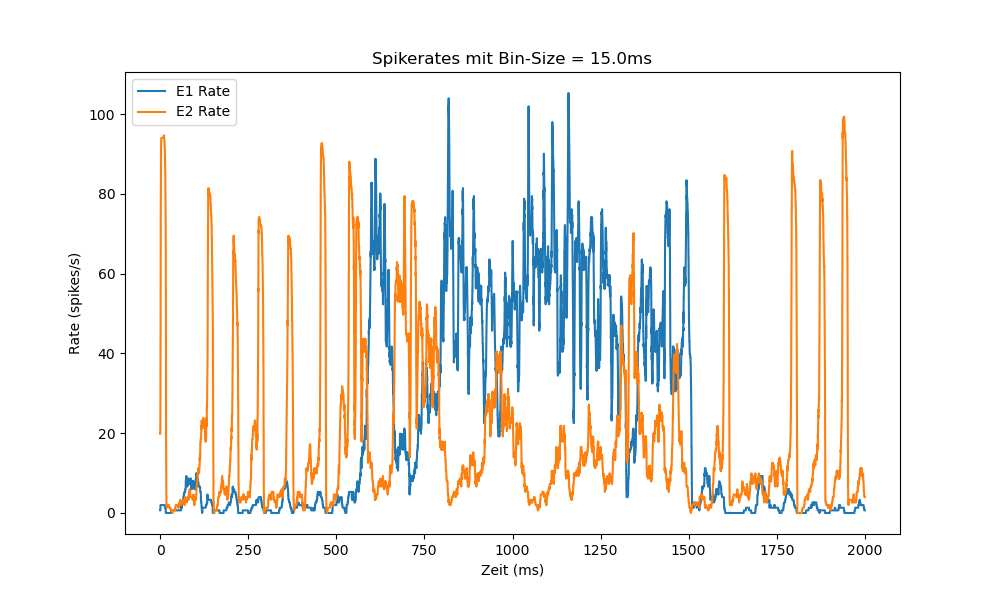 Spikerates mit Bin-Size = 15.0ms
E1 Rate
E2 Rate
100
80
60
40
20
0
Rate (spikes/s)
0 250 500 750 1000 1250 1500 1750 2000
Zeit (ms)